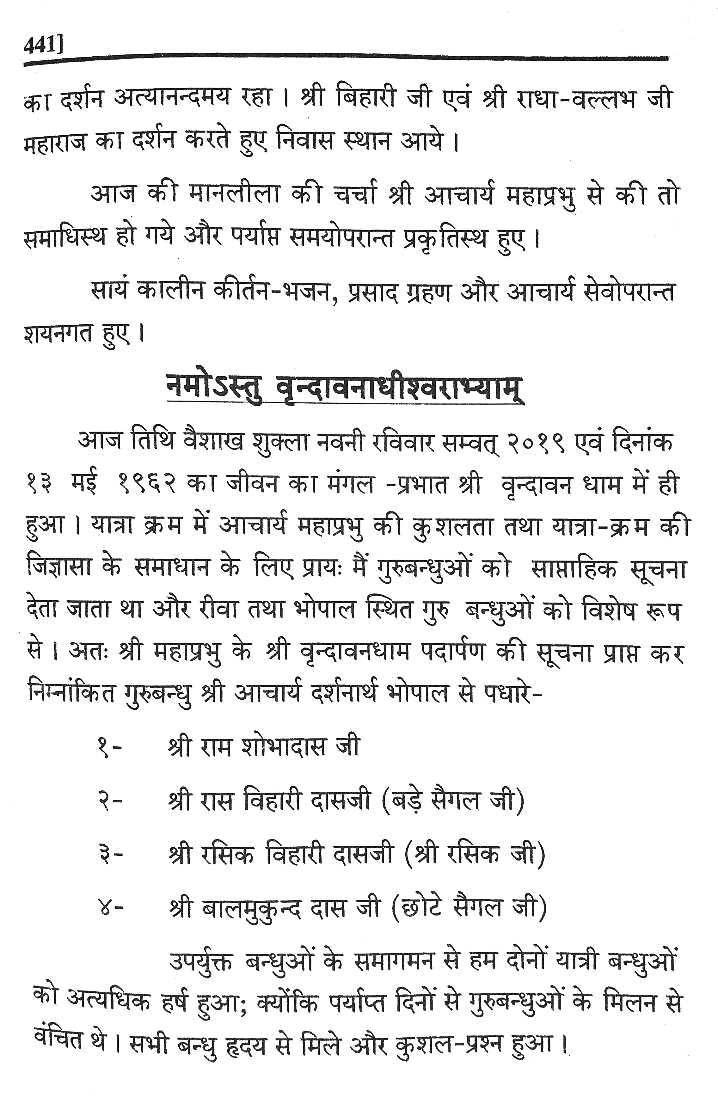 441]
का दर्शन अत्यानन्दमय रहा । श्री बिहारी जी एवं श्री राधा-वल्लभ जी
महाराज का दर्शन करते हुए निवास स्थान आये ।
आज की मानलीला की चर्चा श्री आचार्य महाप्रभु से की तो
समाधिस्थ हो गये और पर्याप्त समयोपरान्त प्रकृतिस्थ हुए ।
सायं कालीन कीर्तन-भजन, प्रसाद ग्रहण और आचार्य सेवोपरान्त
शयनगत हुए ।
नमोऽस्तु वृन्दावनाधीश्वराभ्याम्
आज तिथि वैशाख शुक्ला नवनी रविवार सम्वत् २०१९ एवं दिनांक
१३ मई १९६२ का जीवन का मंगल -प्रभात श्री वृन्दावन धाम में ही
हुआ । यात्रा क्रम में आचार्य महाप्रभु की कुशलता तथा यात्रा-क्रम की
जिज्ञासा के समाधान के लिए प्रायः मैं गुरुबन्धुओं को साप्ताहिक सूचना
देता जाता था और रीवा तथा भोपाल स्थित गुरु बन्धुओं को विशेष रूप
से । अतः श्री महाप्रभु के श्री वृन्दावनधाम पदार्पण की सूचना प्राप्त कर
निम्नांकित गुरुबन्धु श्री आचार्य दर्शनार्थ भोपाल से पधारे-
१- श्री राम शोभादास जी
२- श्री रास विहारी दासजी (बड़े सैगल जी)
३- श्री रसिक विहारी दासजी (श्री रसिक जी)
४- श्री बालमुकुन्द दास जी (छोटे सैगल जी)
उपर्युक्त बन्धुओं के समागमन से हम दोनों यात्री बन्धुओं
को अत्यधिक हर्ष हुआ; क्योंकि पर्याप्त दिनों से गुरुबन्धुओं के मिलन से
वंचित थे । सभी बन्धु हृदय से मिले और कुशल-प्रश्न हुआ ।